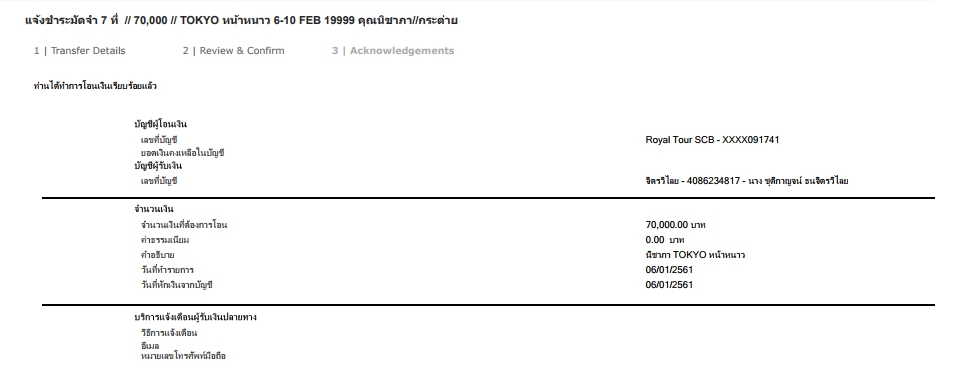 แจ้งชำระมัดจำ 7 ที่ // 70,000 // TOKYO หน้าหนาว 6-10 FEB 19999 คุณนิชาภา//กระต่าย
1 | Transfer Details 2 | Review & Confirm 3 | Acknowledgements
ท่านได้ทำการโอนเงินเรียบร้อยแล้ว
บัญชีผู้โอนเงิน
เลขที่บัญชี Royal Tour SCB - XXXX091741
ยอดเงินคงเหลือในบัญชี
บัญชีผู้รับเงิน
เลขที่บัญชี จิตรวิไลย - 4086234817 - นาง ชุติกาญจน์ ธนจิตรวิไลย
จำนวนเงิน
จำนวนเงินที่ต้องการโอน 70,000.00 บาท
ค่าธรรมเนียม 0.00 บาท
คำอธิบาย นิชาภา TOKYO หน้าหนาว
วันที่ทำรายการ 06/01/2561
วันที่หักเงินจากบัญชี 06/01/2561
บริการแจ้งเตือนผู้รับเงินปลายทาง
วิธีการแจ้งเตือน
อีเมล
หมายเลขโทรศัพท์มือถือ